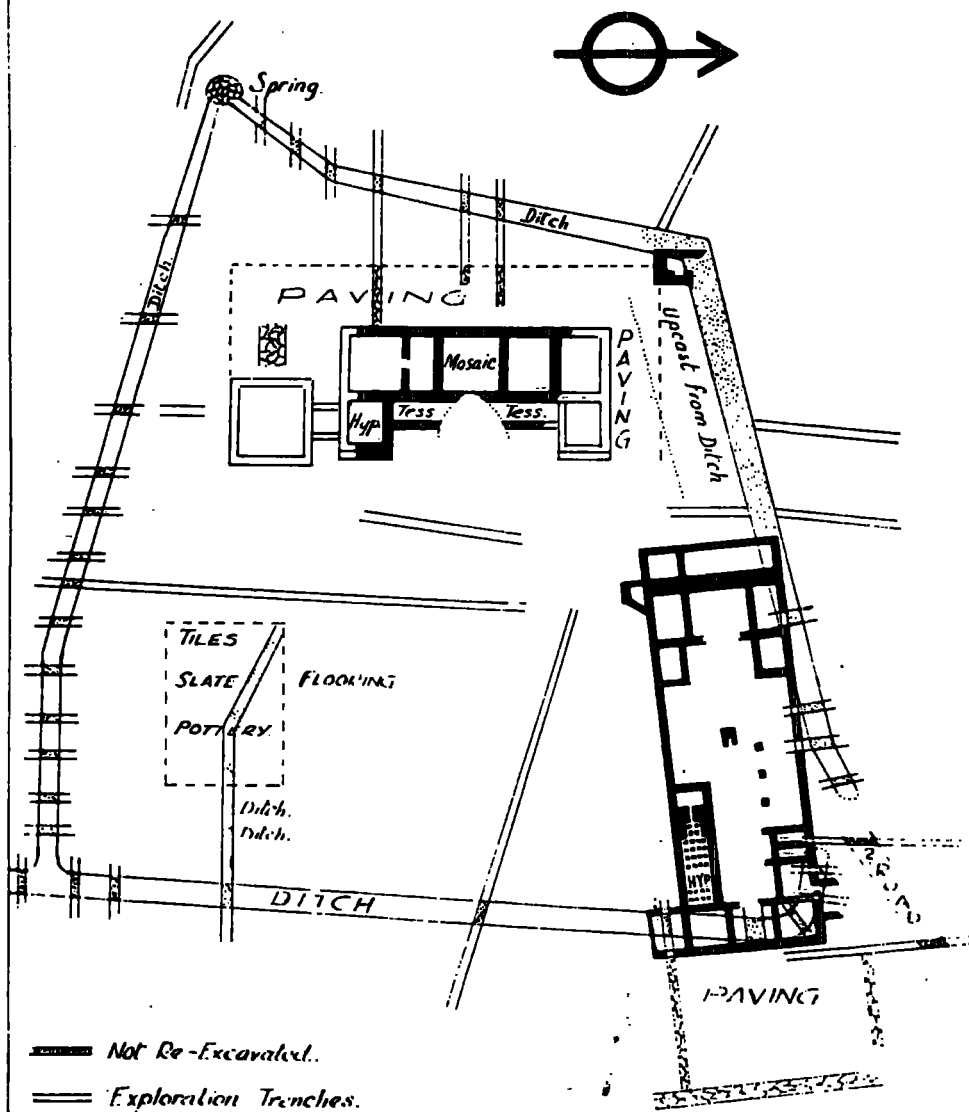 Spring.
Ditch
Ditch.
PAVING
PAVING
Upcast from Ditch
Mosaic
Hyp.
Tess.
Tess.
TILES
SLATE
FLOORING
POTTERY.
Ditch.
Ditch.
HYP
ROAD
DITCH
PAVING
Not Re-Excavated.
Exploration Trenches.